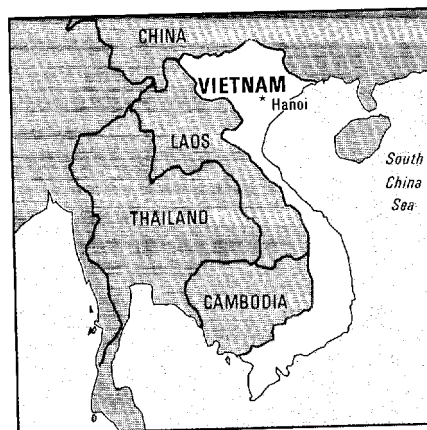 CHINA
VIETNAM
Hanoi
LAOS
South
China
Sea
THAILAND
CAMBODIA